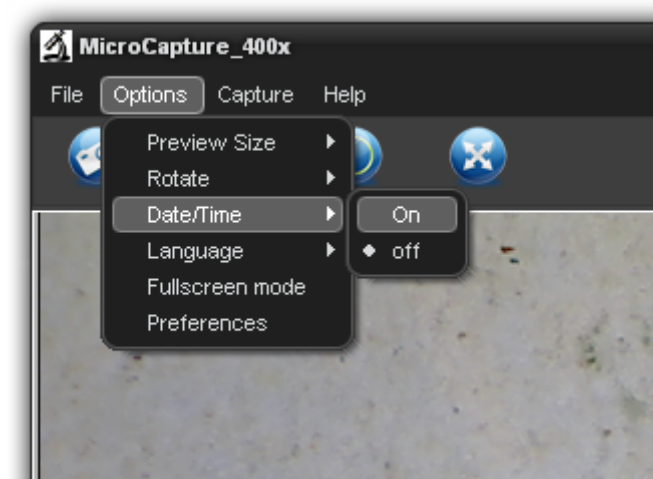 MicroCapture_400x
File Options Capture Help
Preview Size
Rotate
Date/Time
On
Language
off
Fullscreen mode
Preferences